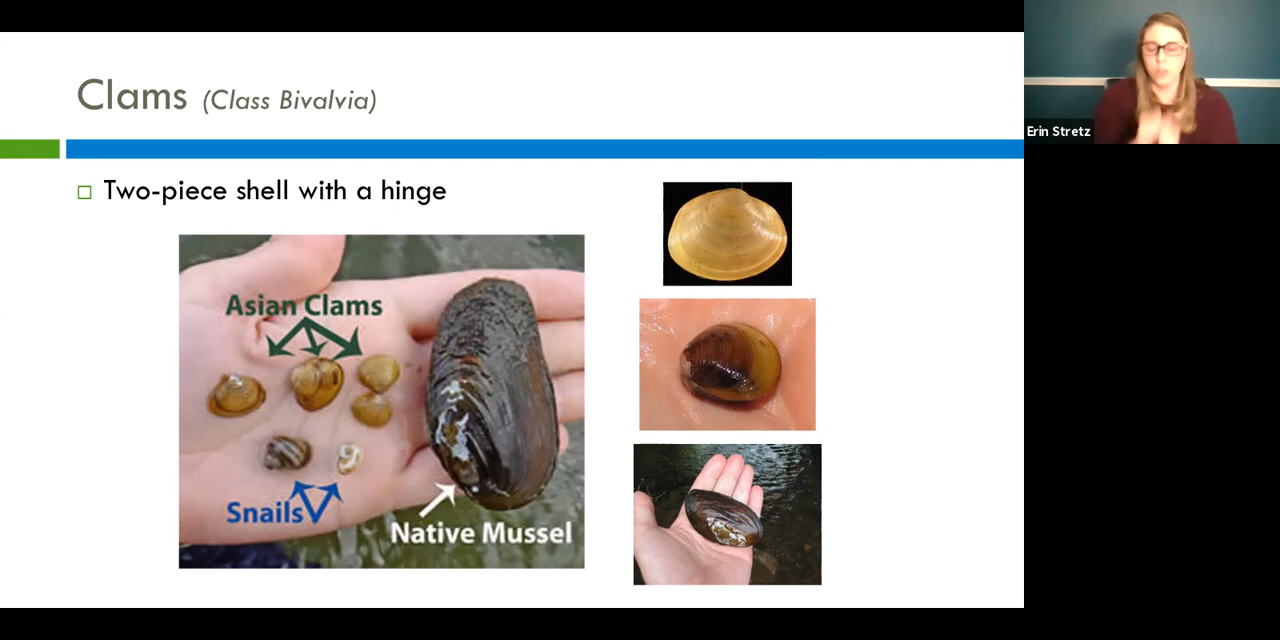 Clams (Class Bivalvia)
Two-piece shell with a hinge
Asian Clams
Snails
Native Mussel
Erin Stretz